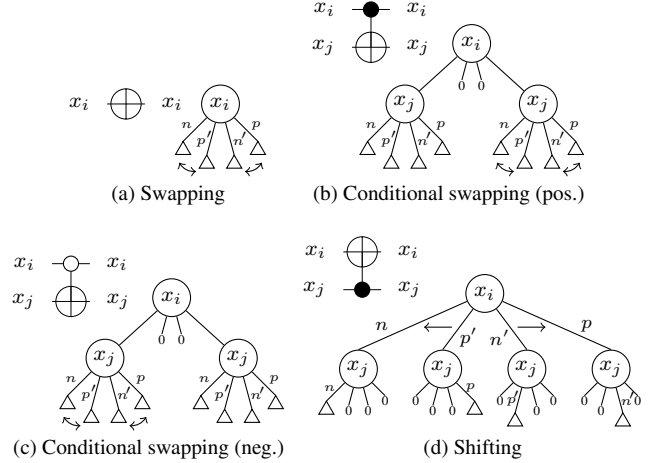 x_i x_i x_i
n p′ n′ p
(a) Swapping
x_i x_i
x_j x_j
x_i
0 0
x_j x_j
n p′ n′ p n p′ n′ p
(b) Conditional swapping (pos.)
x_i x_i
x_j x_j
x_i
0 0
x_j x_j
n p′ n′ p n p′ n′ p
(c) Conditional swapping (neg.)
x_i x_i
x_j x_j
x_i
n p′ n′ p
x_j x_j x_j x_j
n 0 0 0 0 0 0 p 0 p′ 0 0 0 0 n′ 0
(d) Shifting